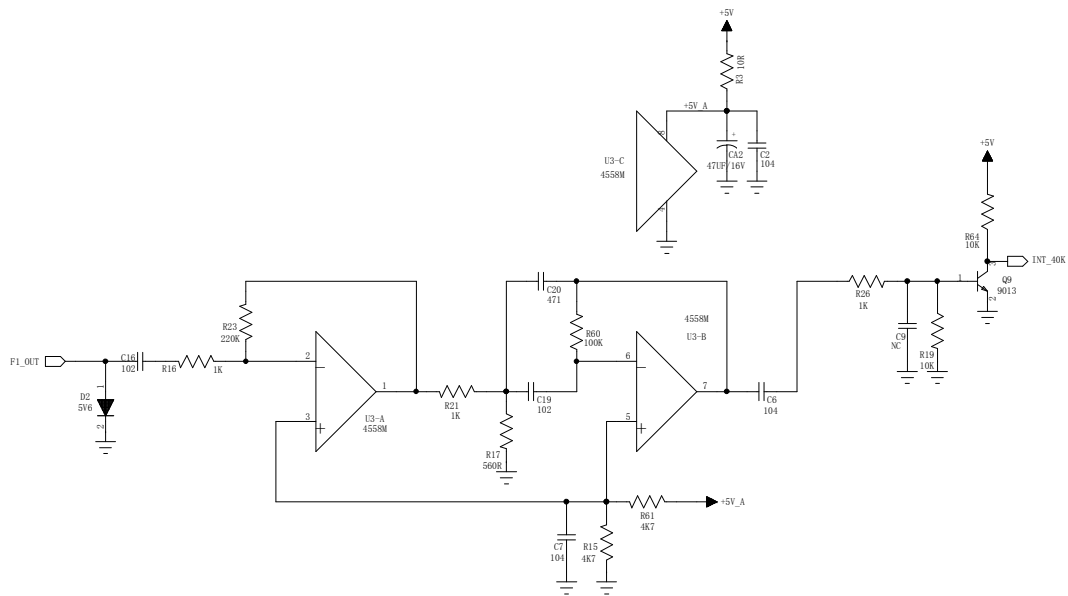 +5V
R3 10R
+5V_A
8
+
CA2
47UF/16V
C2
104
U3-C
4558M
4
+5V
R64
10K
3
INT_40K
1
Q9
9013
2
C20
471
R26
1K
C9
NC
R19
10K
R23
220K
R60
100K
4558M
U3-B
F1_OUT
C16
102
R16
1K
2
6
1
D2
5V6
2
1
7
R21
1K
C19
102
C6
104
3
U3-A
4558M
5
R17
560R
+5V_A
R61
4K7
C7
104
R15
4K7